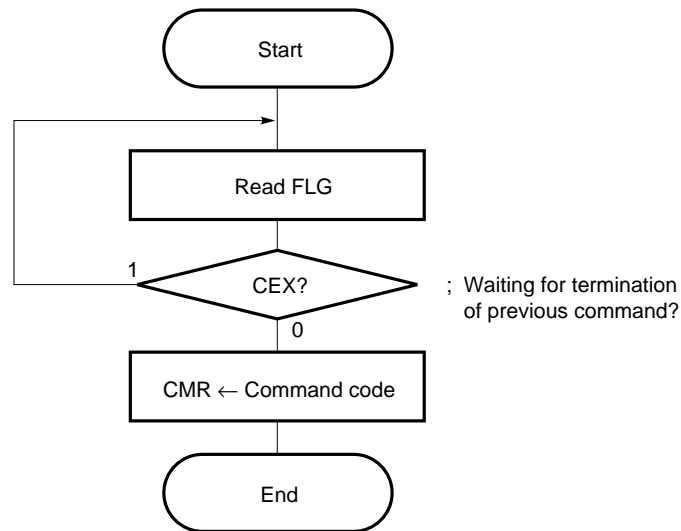 Start
Read FLG
1
CEX?
; Waiting for termination
of previous command?
0
CMR ← Command code
End